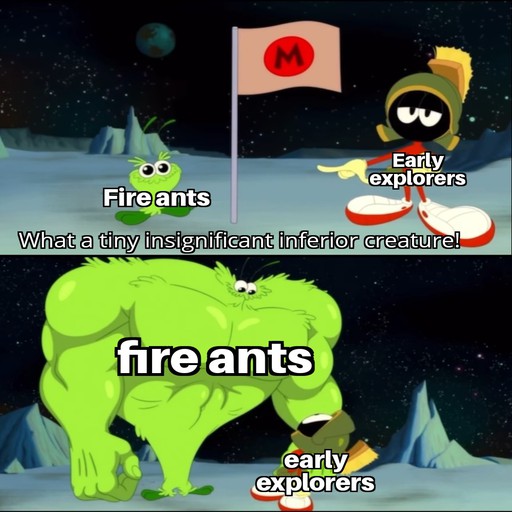 M
Early
explorers
Fire ants
What a tiny insignificant inferior creature!
fire ants
early
explorers